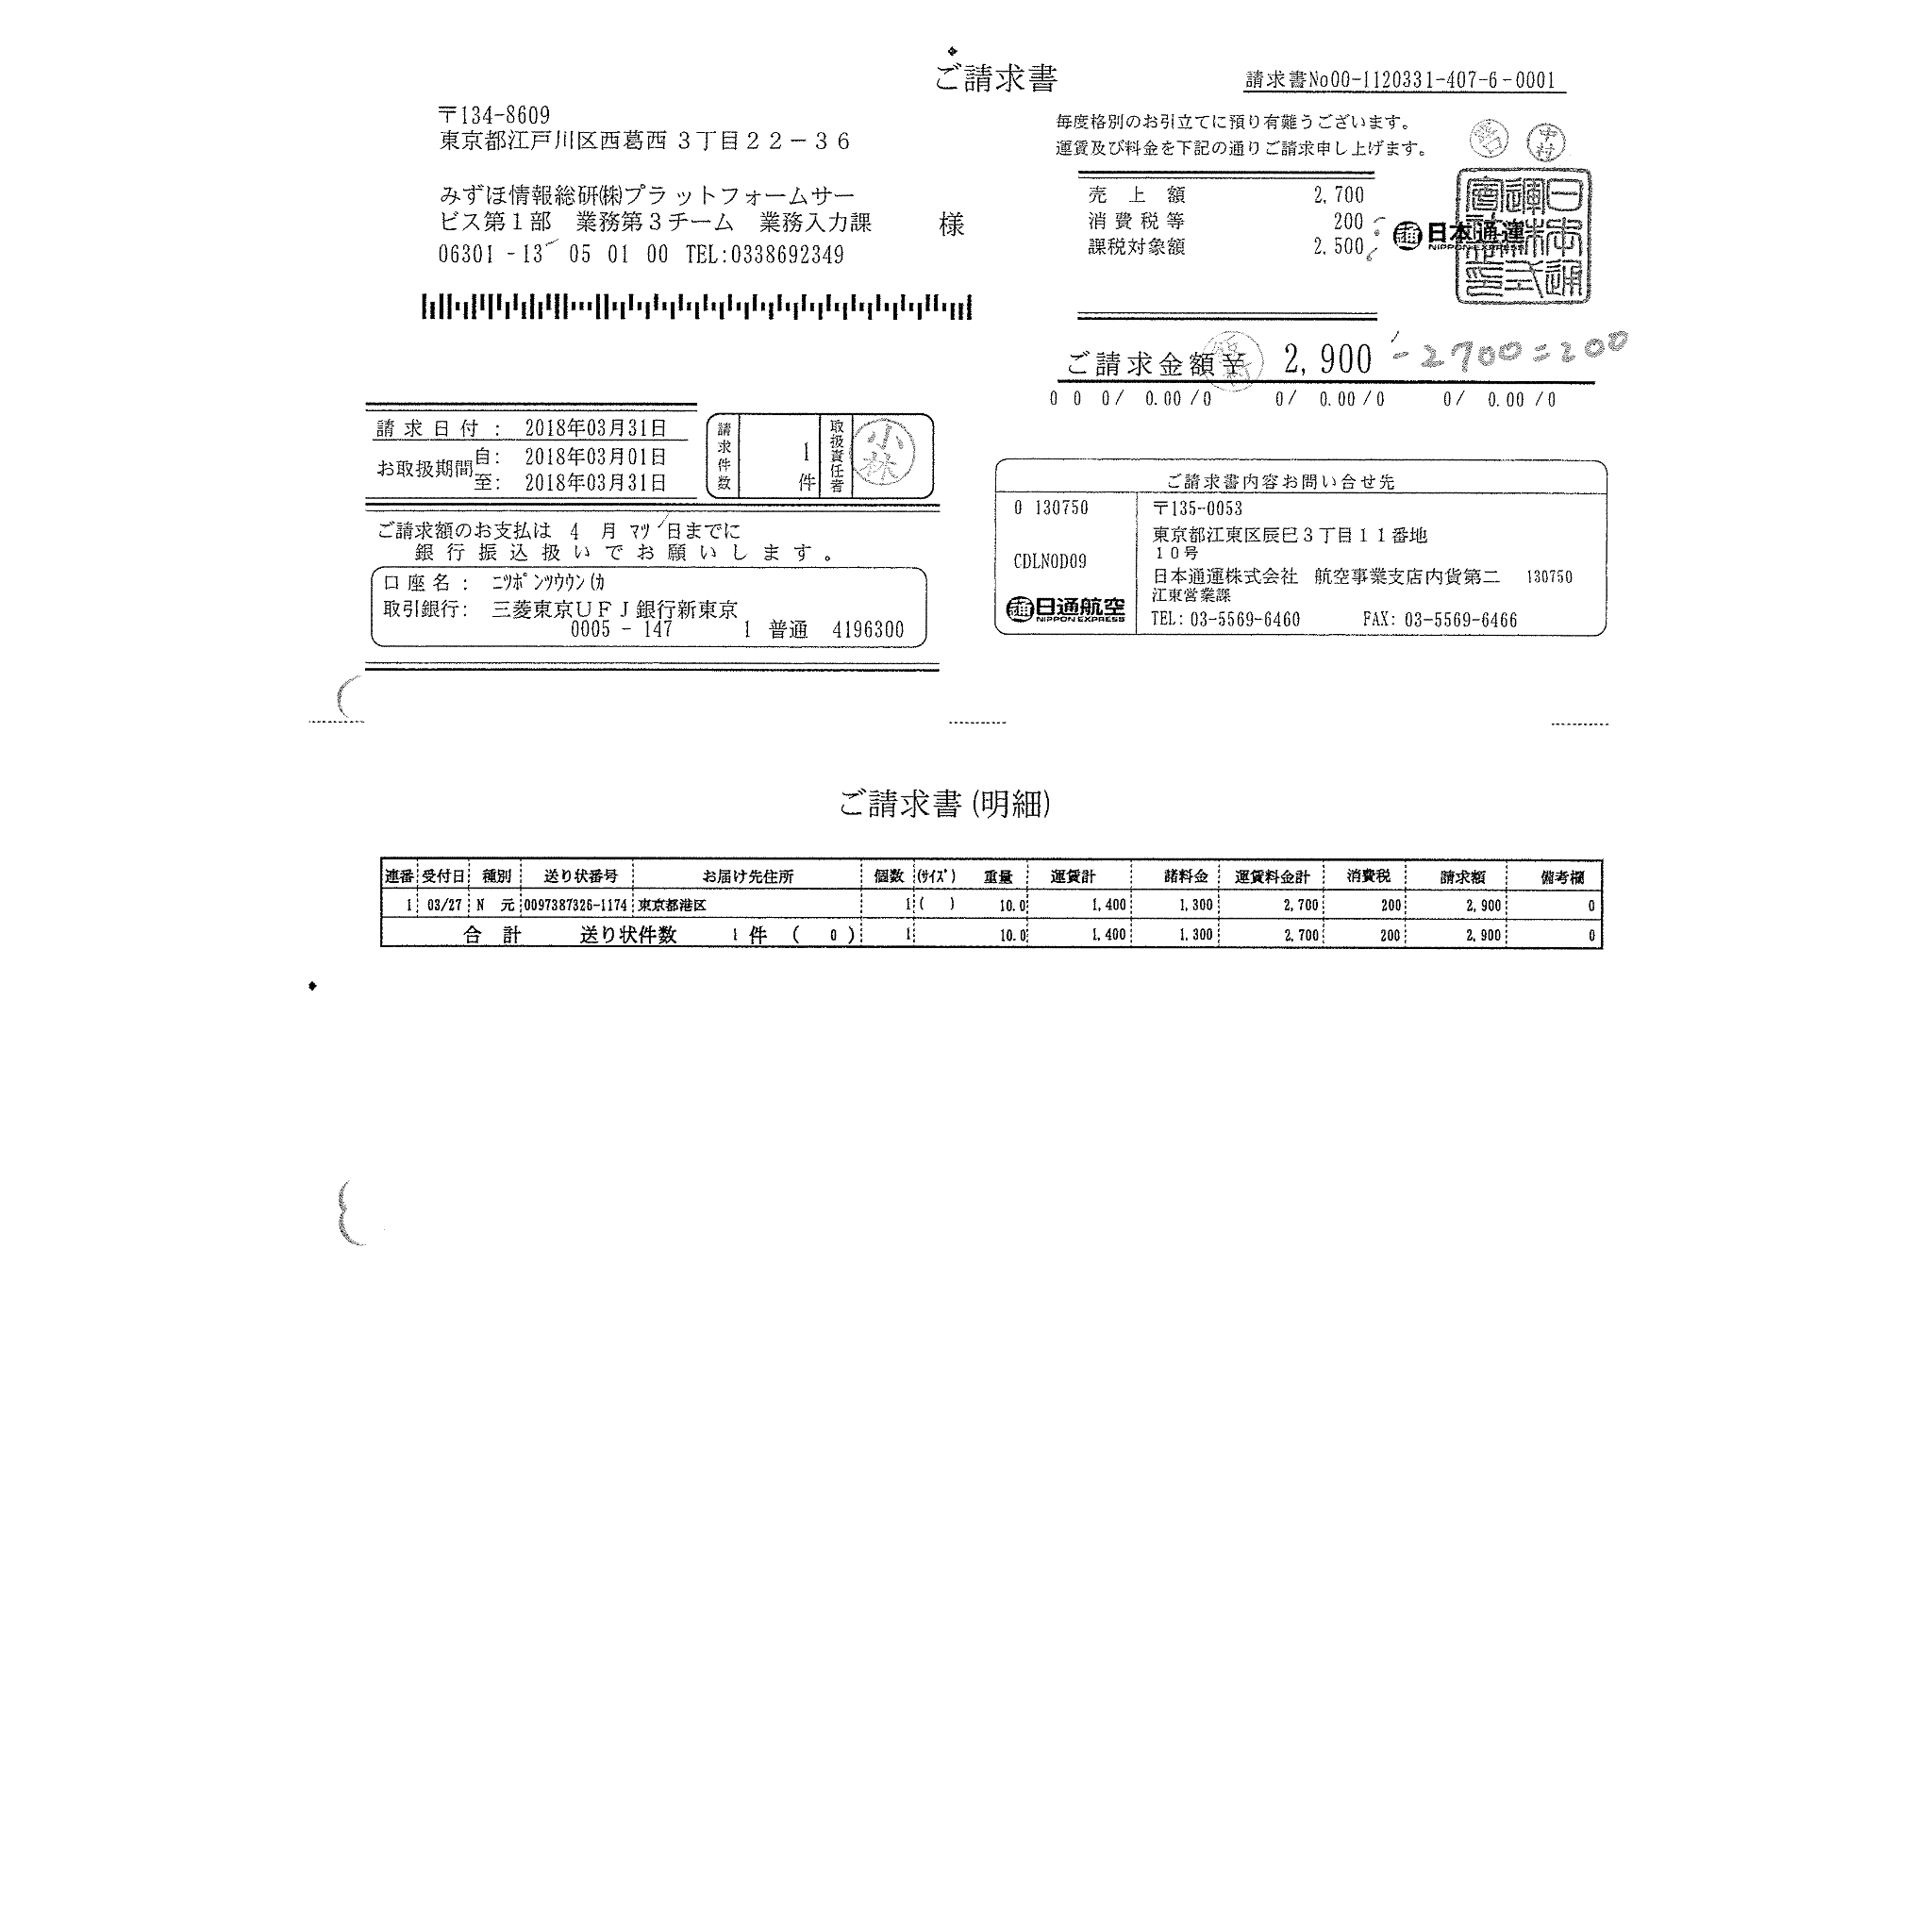 ご請求書
請求書No00-1120331-407-6-0001
〒134-8609
東京都江戸川区西葛西３丁目２２－３６
みずほ情報総研㈱プラットフォームサー
ビス第１部　業務第３チーム　業務入力課　様
06301 -13 05 01 00 TEL:0338692349
毎度格別のお引立てに預り有難うございます。
運賃及び料金を下記の通りご請求申し上げます。
中村
売上額 2,700
消費税等 200
課税対象額 2,500
日本通運
NIPPON EXPRESS
日本通運株式會社
ご請求金額￥ 2,900 -2700=200
0 0 0/ 0.00 /0 0/ 0.00 /0 0/ 0.00 /0
請求日付： 2018年03月31日
お取扱期間 自： 2018年03月01日
至： 2018年03月31日
請求件数 1件 取扱責任者 小林
ご請求額のお支払は 4 月 ﾏﾂ 日までに
銀行振込扱いでお願いします。
口座名： ﾆﾂﾎﾟﾝﾂｳｳﾝ(ｶ
取引銀行： 三菱東京ＵＦＪ銀行新東京
0005 - 147 1 普通 4196300
ご請求書内容お問い合せ先
0 130750
CDLNOD09
日通航空
NIPPON EXPRESS
〒135-0053
東京都江東区辰巳３丁目１１番地
１０号
日本通運株式会社　航空事業支店内貨第二 130750
江東営業課
TEL: 03-5569-6460 FAX: 03-5569-6466
ご請求書(明細)
連番 受付日 種別 送り状番号 お届け先住所 個数 (ｻｲｽﾞ) 重量 運賃計 諸料金 運賃料金計 消費税 請求額 備考欄
1 03/27 N 元 0097387326-1174 東京都港区 1 ( ) 10.0 1,400 1,300 2,700 200 2,900 0
合計 送り状件数 1 件 ( 0 ) 1 10.0 1,400 1,300 2,700 200 2,900 0